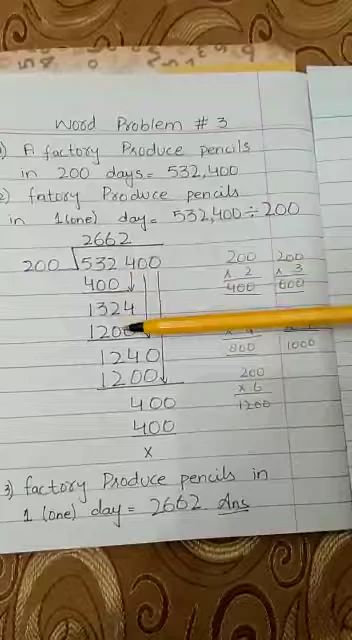 Word Problem # 3
1) A factory Produce pencils
in 200 days = 532,400
2) fatory Produce pencils
in 1 (one) day = 532,400 ÷ 200
2662
200 532400
400
1324
1200
1240
1200
400
400
x
200
x 2
400
200
x 3
600
x 4
800
1000
200
x 6
1200
3) factory Produce pencils in
1 (one) day = 2662 Ans